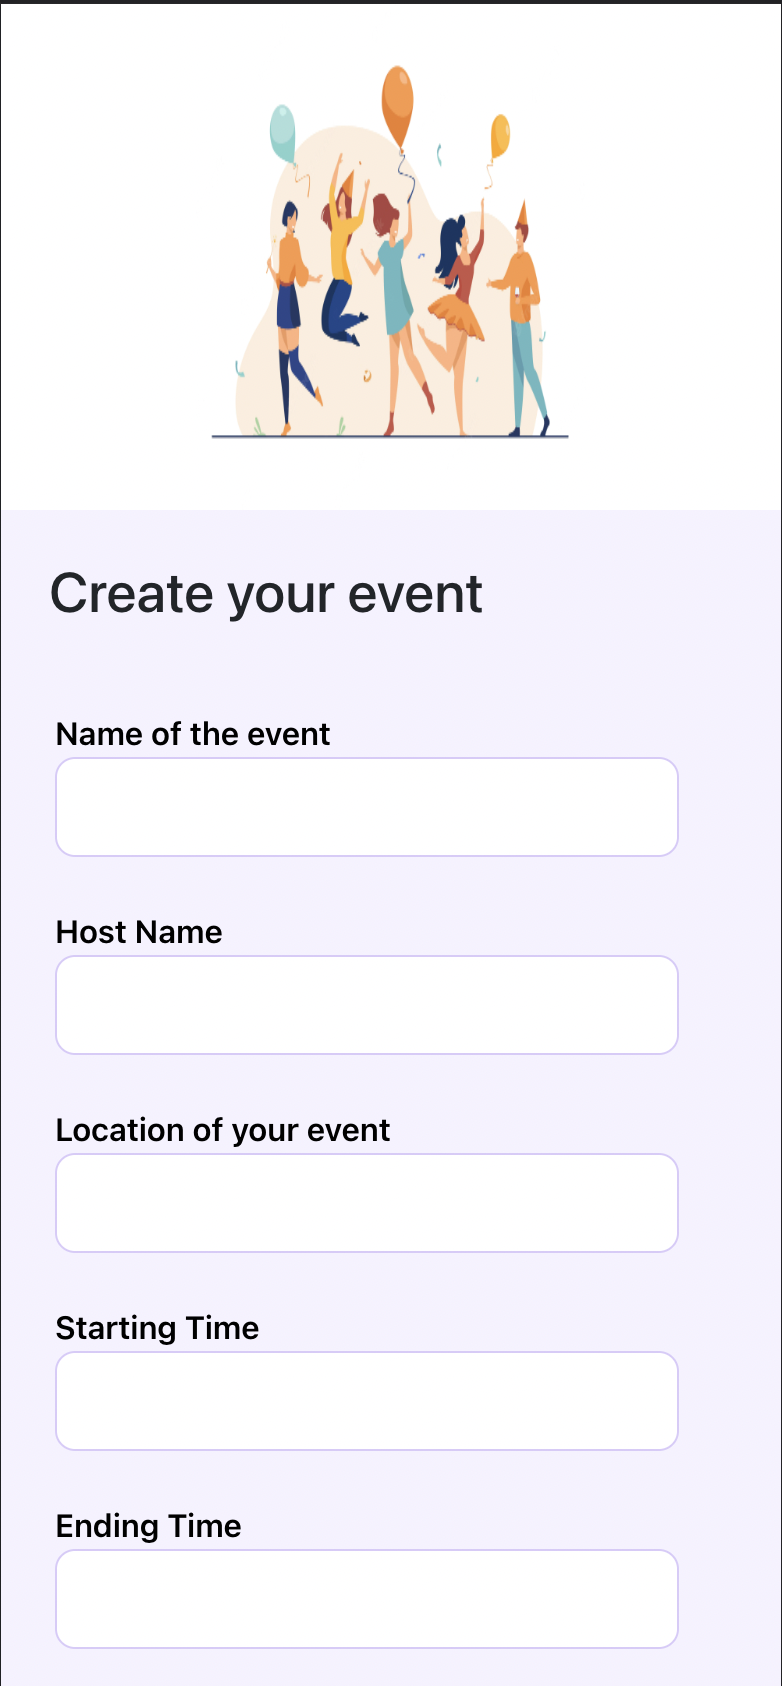 Create your event
Name of the event
Host Name
Location of your event
Starting Time
Ending Time